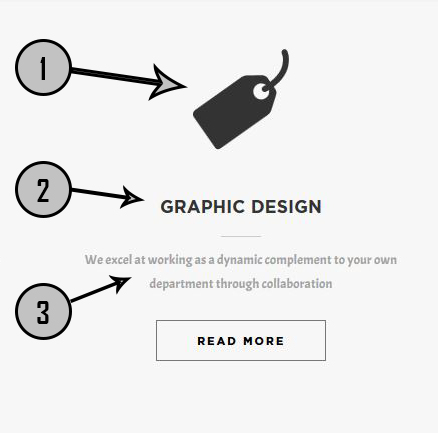 1
2
GRAPHIC DESIGN
We excel at working as a dynamic complement to your own
department through collaboration
3
READ MORE